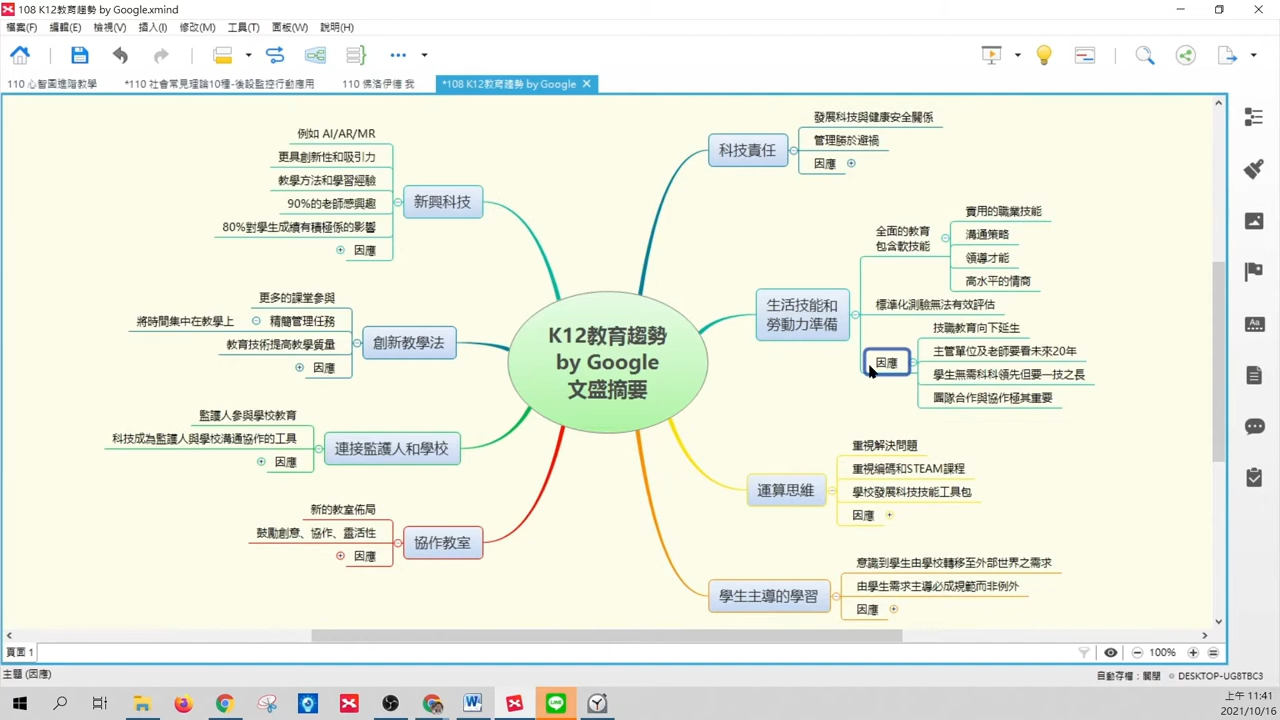 108 K12教育趨勢 by Google.xmind
檔案(F) 編輯(E) 檢視(V) 插入(I) 修改(M) 工具(T) 面板(W) 說明(H)
110 心智圖進階教學 *110 社會常見理論10種-後設監控行動應用 110 佛洛伊德 我 *108 K12教育趨勢 by Google
K12教育趨勢
by Google
文盛摘要
科技責任
發展科技與健康安全關係
管理勝於避禍
因應
生活技能和
勞動力準備
全面的教育
包含軟技能
實用的職業技能
溝通策略
領導才能
高水平的情商
標準化測驗無法有效評估
因應
技職教育向下延生
主管單位及老師要看未來20年
學生無需科科領先但要一技之長
團隊合作與協作極其重要
運算思維
重視解決問題
重視編碼和STEAM課程
學校發展科技技能工具包
因應
學生主導的學習
意識到學生由學校轉移至外部世界之需求
由學生需求主導必成規範而非例外
因應
新興科技
例如 AI/AR/MR
更具創新性和吸引力
教學方法和學習經驗
90%的老師感興趣
80%對學生成績有積極係的影響
因應
創新教學法
更多的課堂參與
精簡管理任務
將時間集中在教學上
教育技術提高教學質量
因應
連接監護人和學校
監護人參與學校教育
科技成為監護人與學校溝通協作的工具
因應
協作教室
新的教室佈局
鼓勵創意、協作、靈活性
因應
頁面 1
100%
主題 (因應)
自動存檔：關閉 DESKTOP-UG8TBC3
上午 11:41
2021/10/16